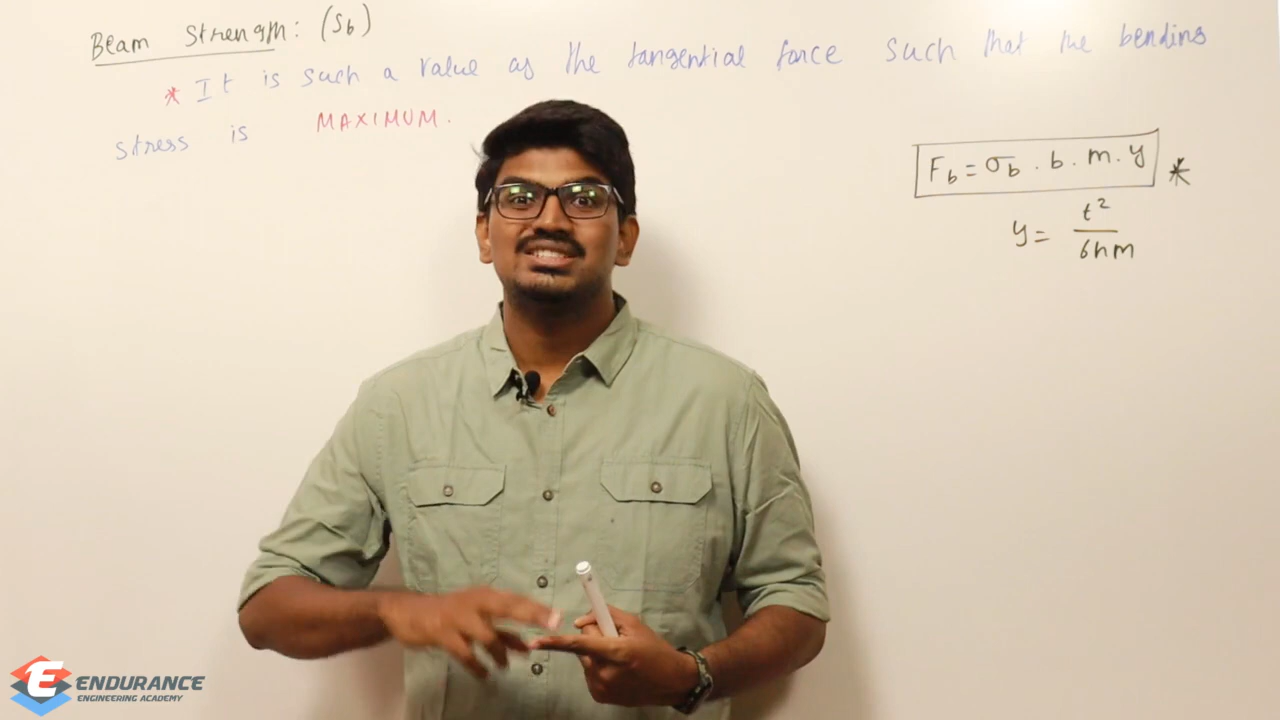 Beam Strength: (Sb)
* It is such a value as the tangential force such that the bending
stress is MAXIMUM.
Fb = σb . b . m . y *
y = t²/6hm
E ENDURANCE
ENGINEERING ACADEMY